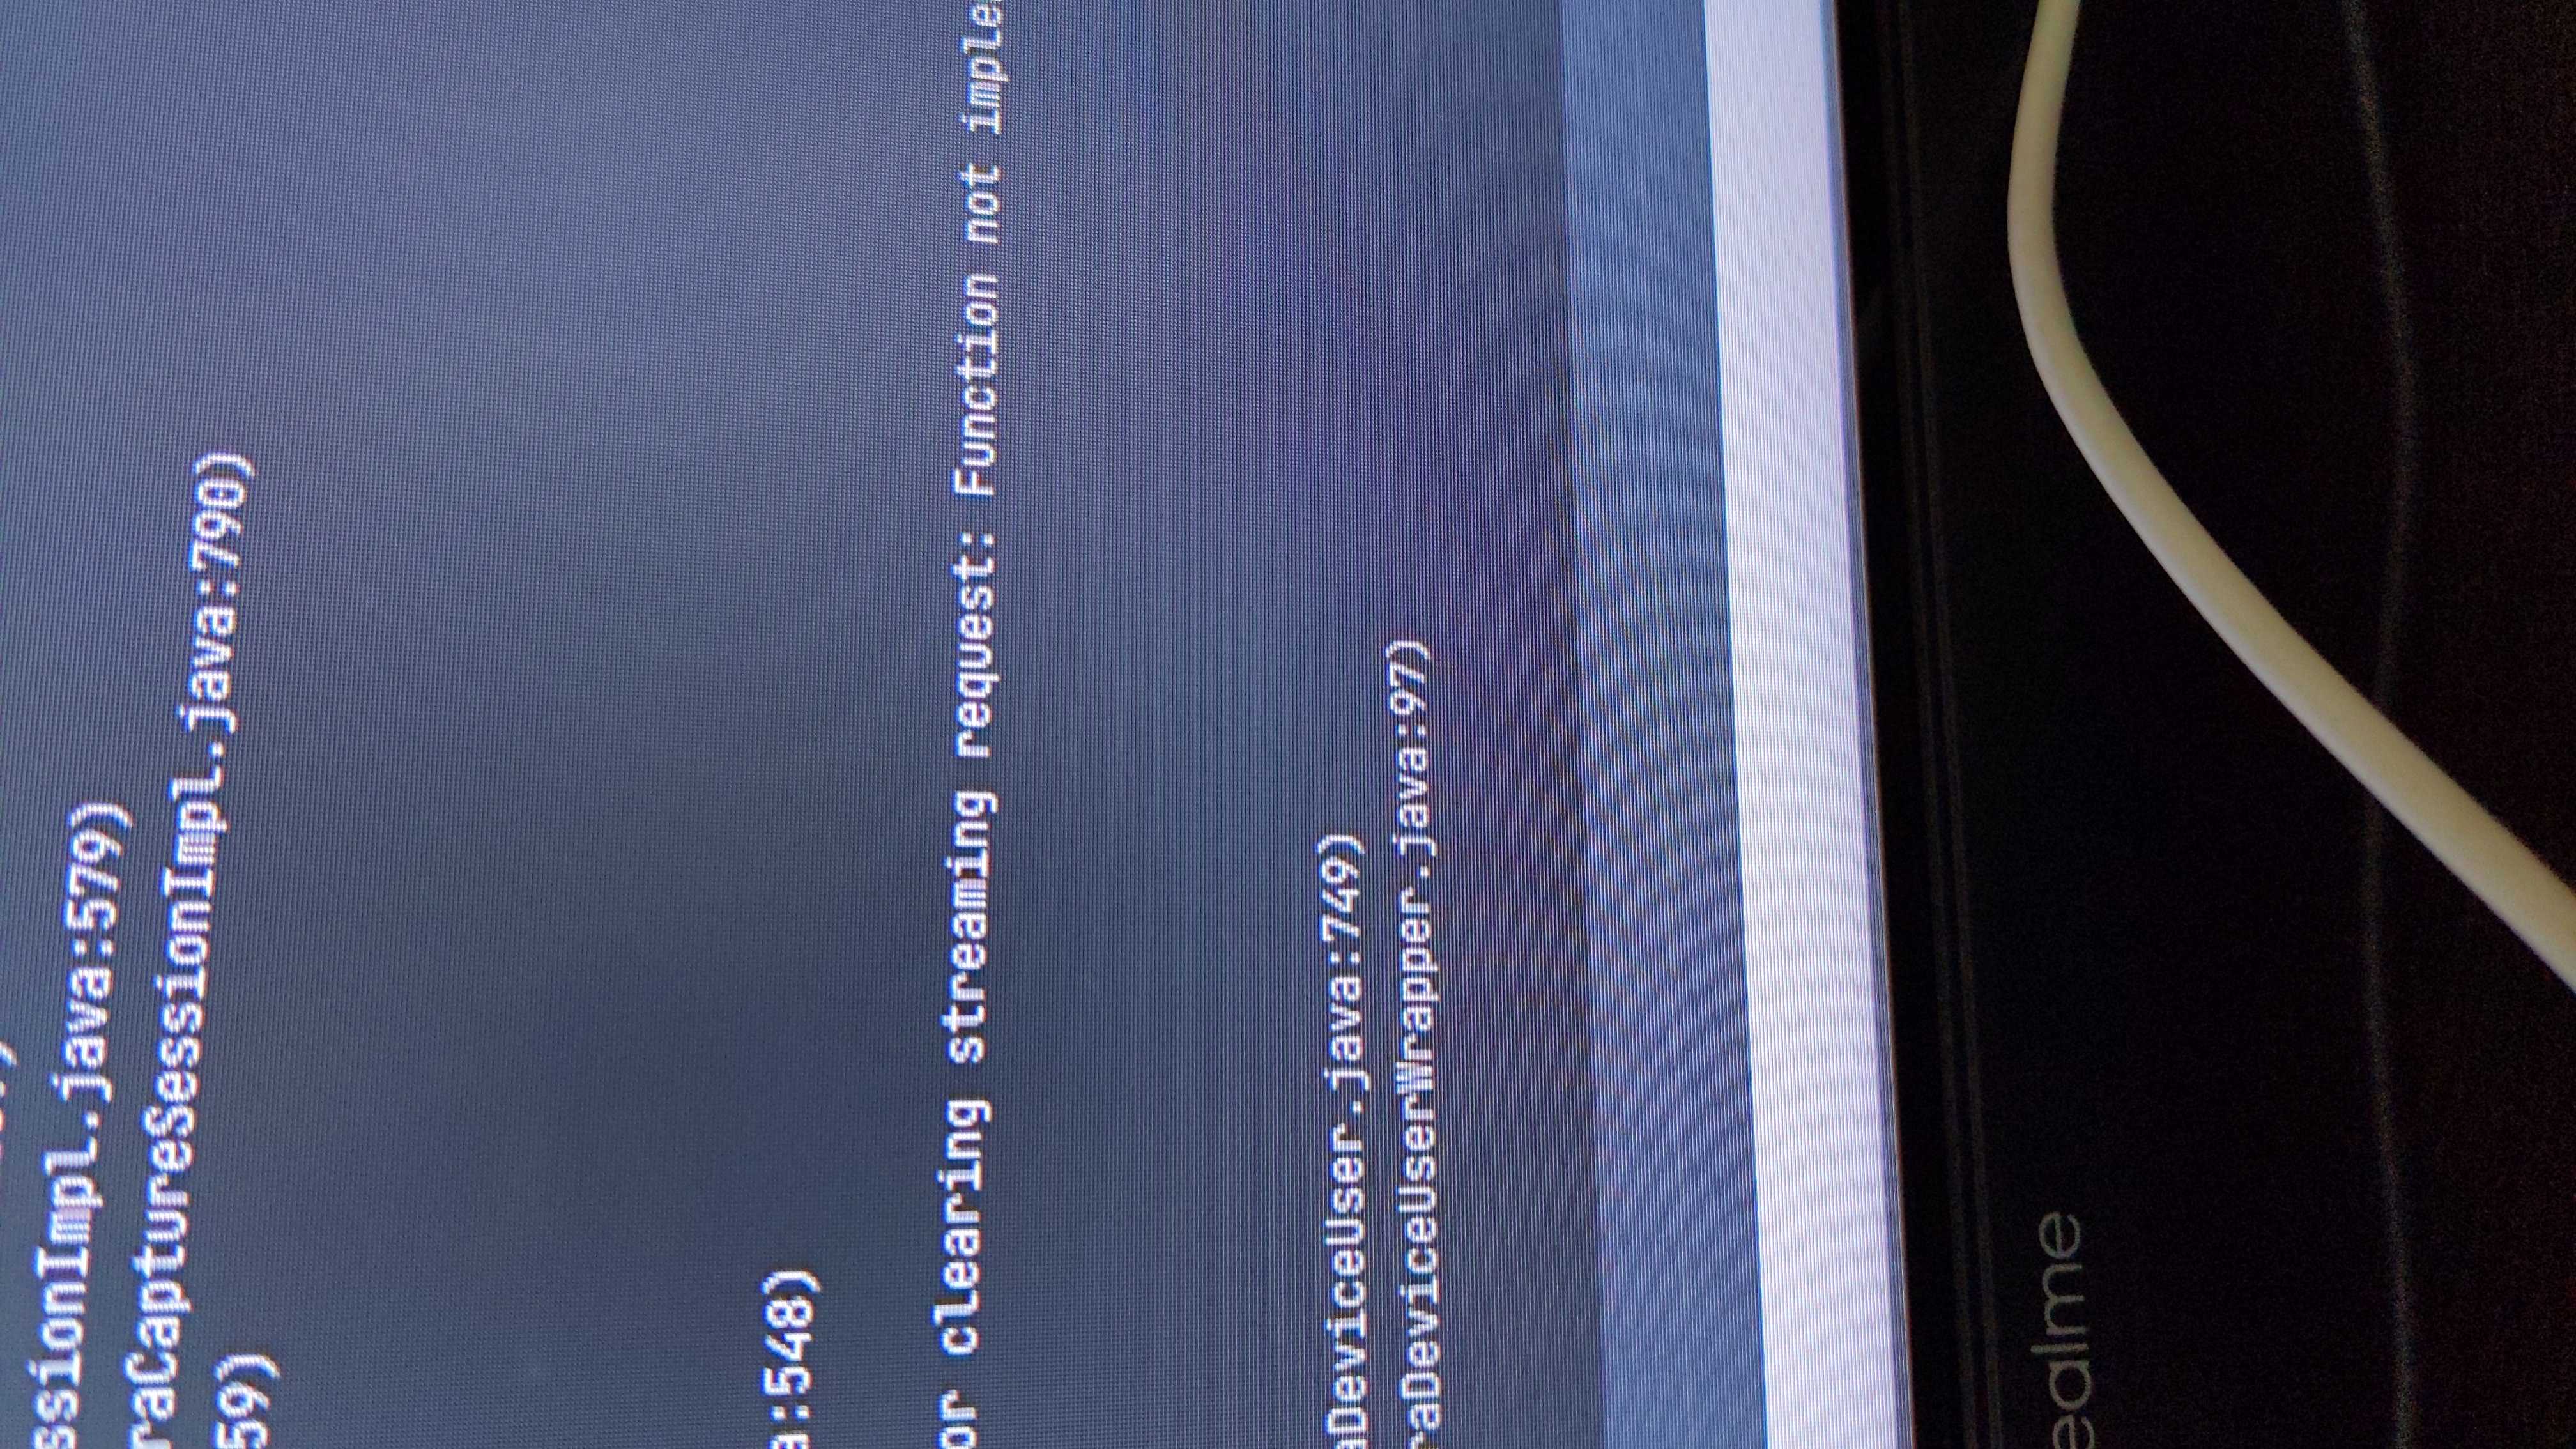 ssionImpl.java:579)
raCaptureSessionImpl.java:790)
59)
a:548)
or clearing streaming request: Function not imple
aDeviceUser.java:749)
raDeviceUserWrapper.java:97)
ealme